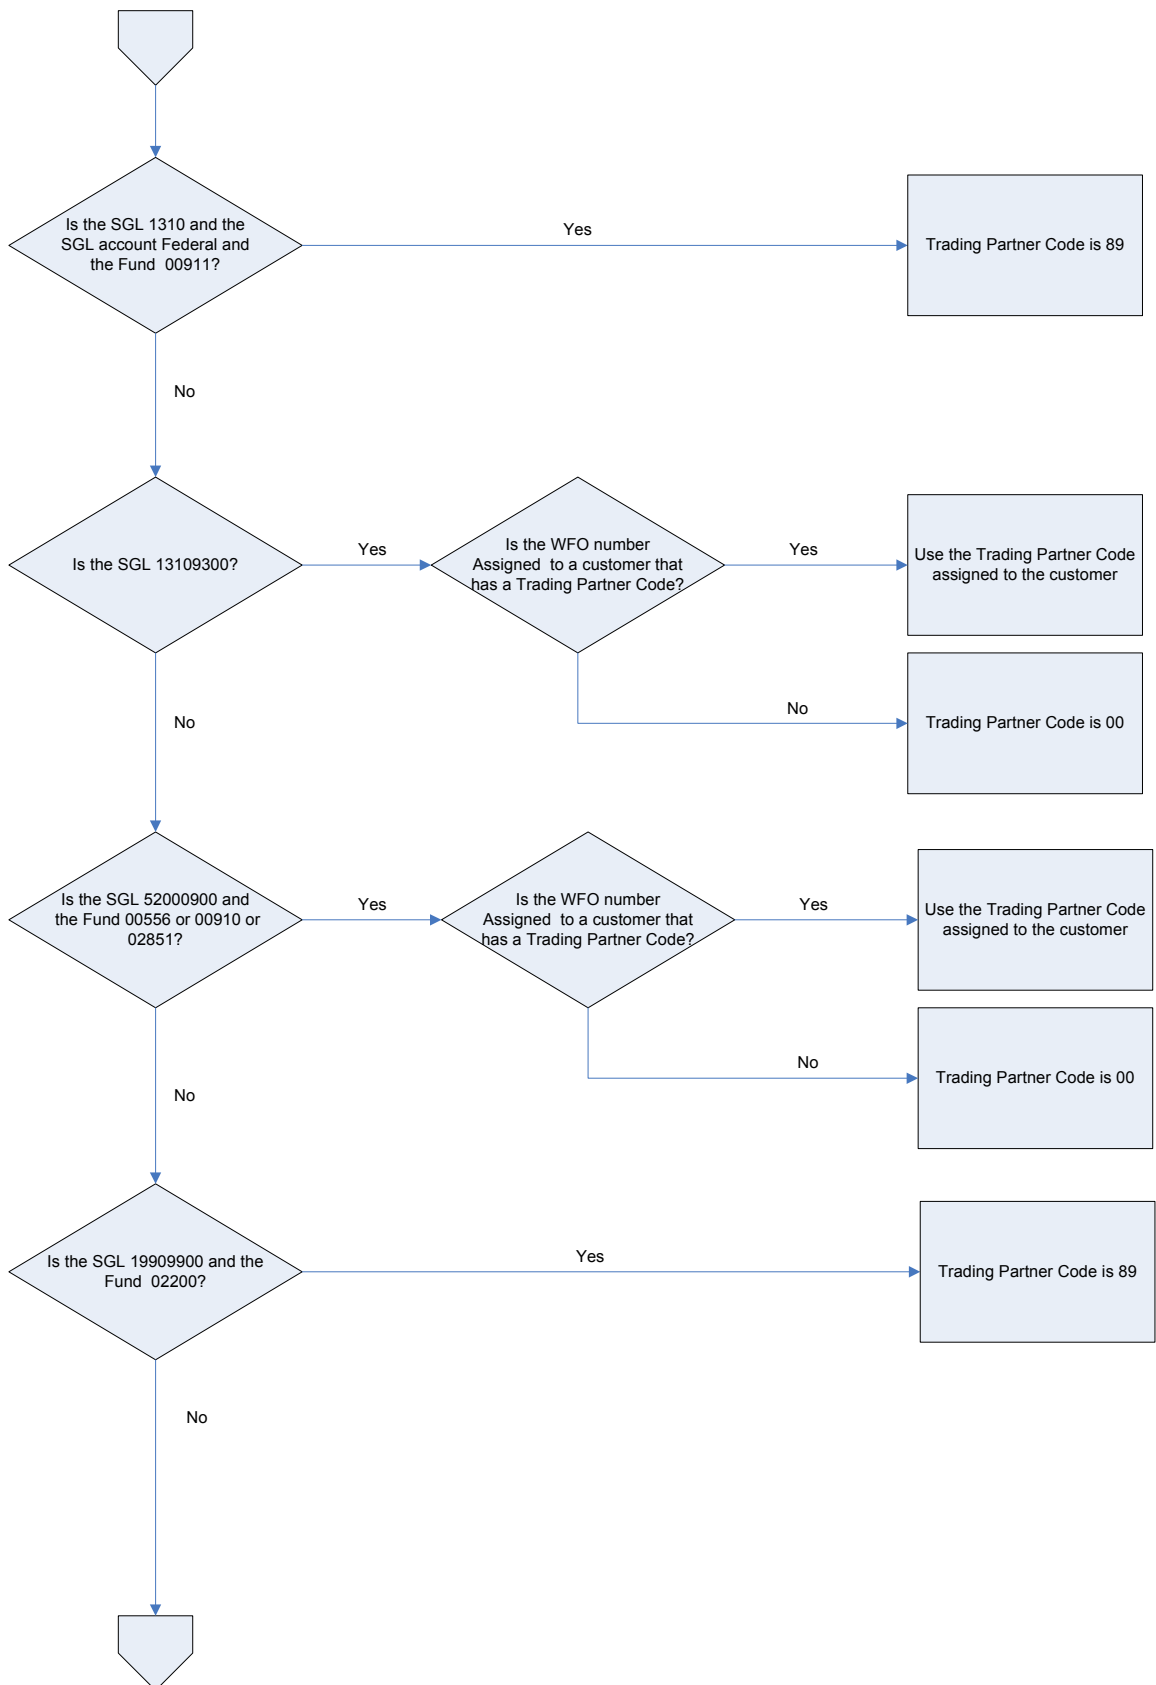 Is the SGL 1310 and the
SGL account Federal and
the Fund  00911?
Yes
Trading Partner Code is 89
No
Is the SGL 13109300?
Yes
Is the WFO number
Assigned  to a customer that
has a Trading Partner Code?
Yes
Use the Trading Partner Code
assigned to the customer
No
No
Trading Partner Code is 00
Is the SGL 52000900 and
the Fund 00556 or 00910 or
02851?
Yes
Is the WFO number
Assigned  to a customer that
has a Trading Partner Code?
Yes
Use the Trading Partner Code
assigned to the customer
No
No
Trading Partner Code is 00
Is the SGL 19909900 and the
Fund  02200?
Yes
Trading Partner Code is 89
No